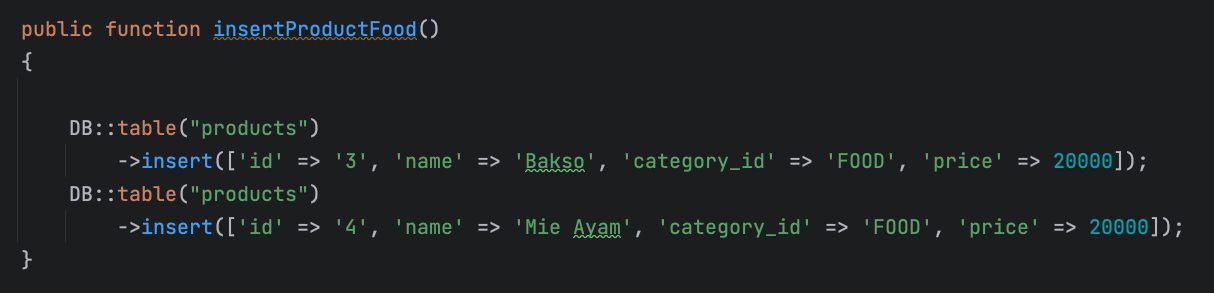 public function insertProductFood()
{
DB::table("products")
->insert(['id' => '3', 'name' => 'Bakso', 'category_id' => 'FOOD', 'price' => 20000]);
DB::table("products")
->insert(['id' => '4', 'name' => 'Mie Ayam', 'category_id' => 'FOOD', 'price' => 20000]);
}